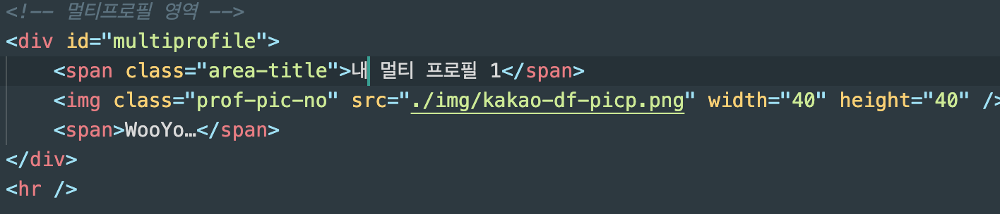 <!-- 멀티프로필 영역 -->
<div id="multiprofile">
<span class="area-title">내 멀티 프로필 1</span>
<img class="prof-pic-no" src="./img/kakao-df-picp.png" width="40" height="40" />
<span>WooYo…</span>
</div>
<hr />